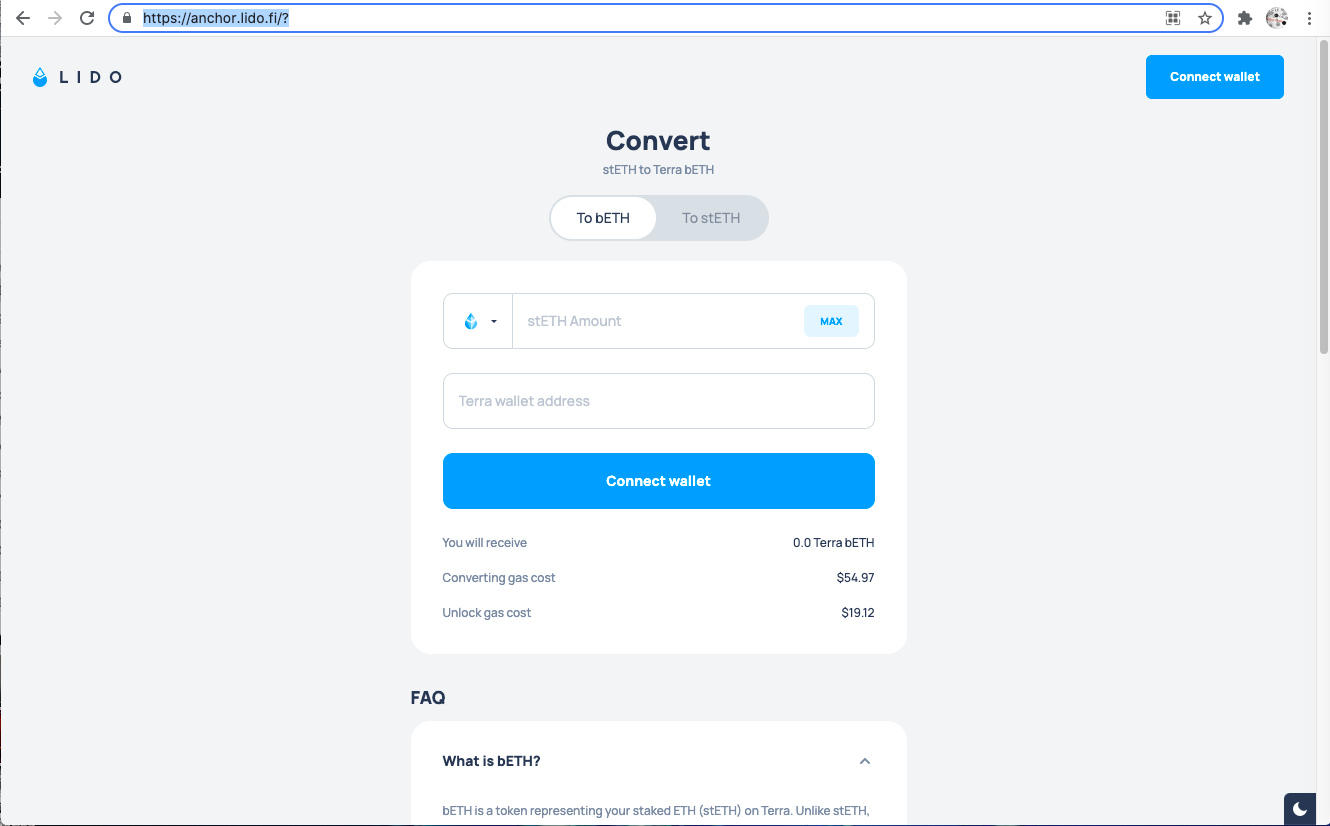 https://anchor.lido.fi/?
LIDO
Connect wallet
Convert
stETH to Terra bETH
To bETH
To stETH
stETH Amount
MAX
Terra wallet address
Connect wallet
You will receive 0.0 Terra bETH
Converting gas cost $54.97
Unlock gas cost $19.12
FAQ
What is bETH?
bETH is a token representing your staked ETH (stETH) on Terra. Unlike stETH,